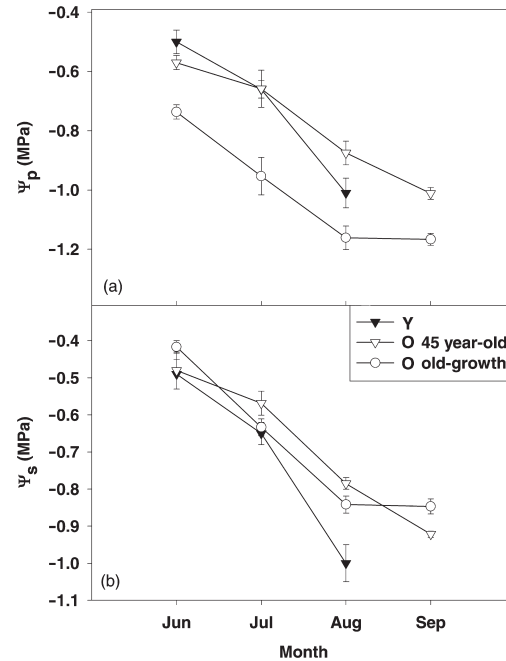 −0.4
−0.6
−0.8
−1.0
−1.2
Ψp (MPa)
(a)
Y
O 45 year-old
O old-growth
−0.4
−0.5
−0.6
−0.7
−0.8
−0.9
−1.0
−1.1
Ψs (MPa)
(b)
Jun Jul Aug Sep
Month